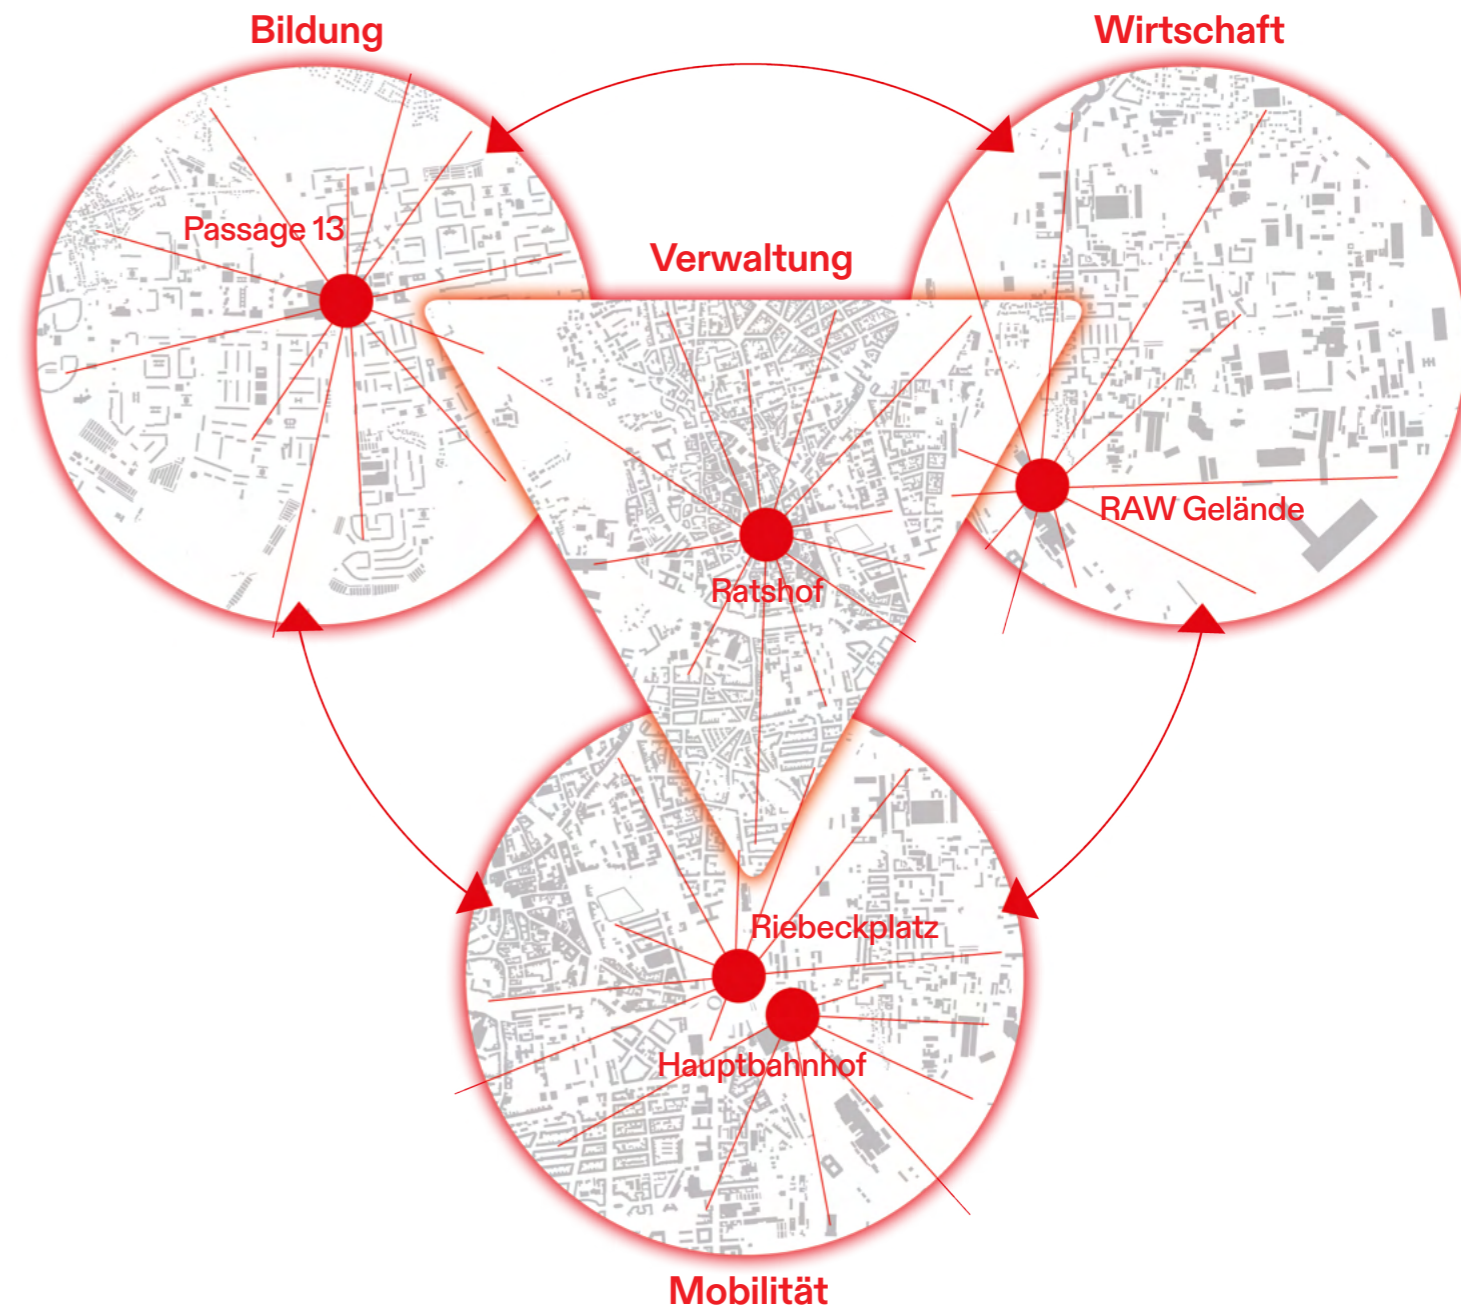 Bildung
Wirtschaft
Passage 13
Verwaltung
RAW Gelände
Ratshof
Riebeckplatz
Hauptbahnhof
Mobilität